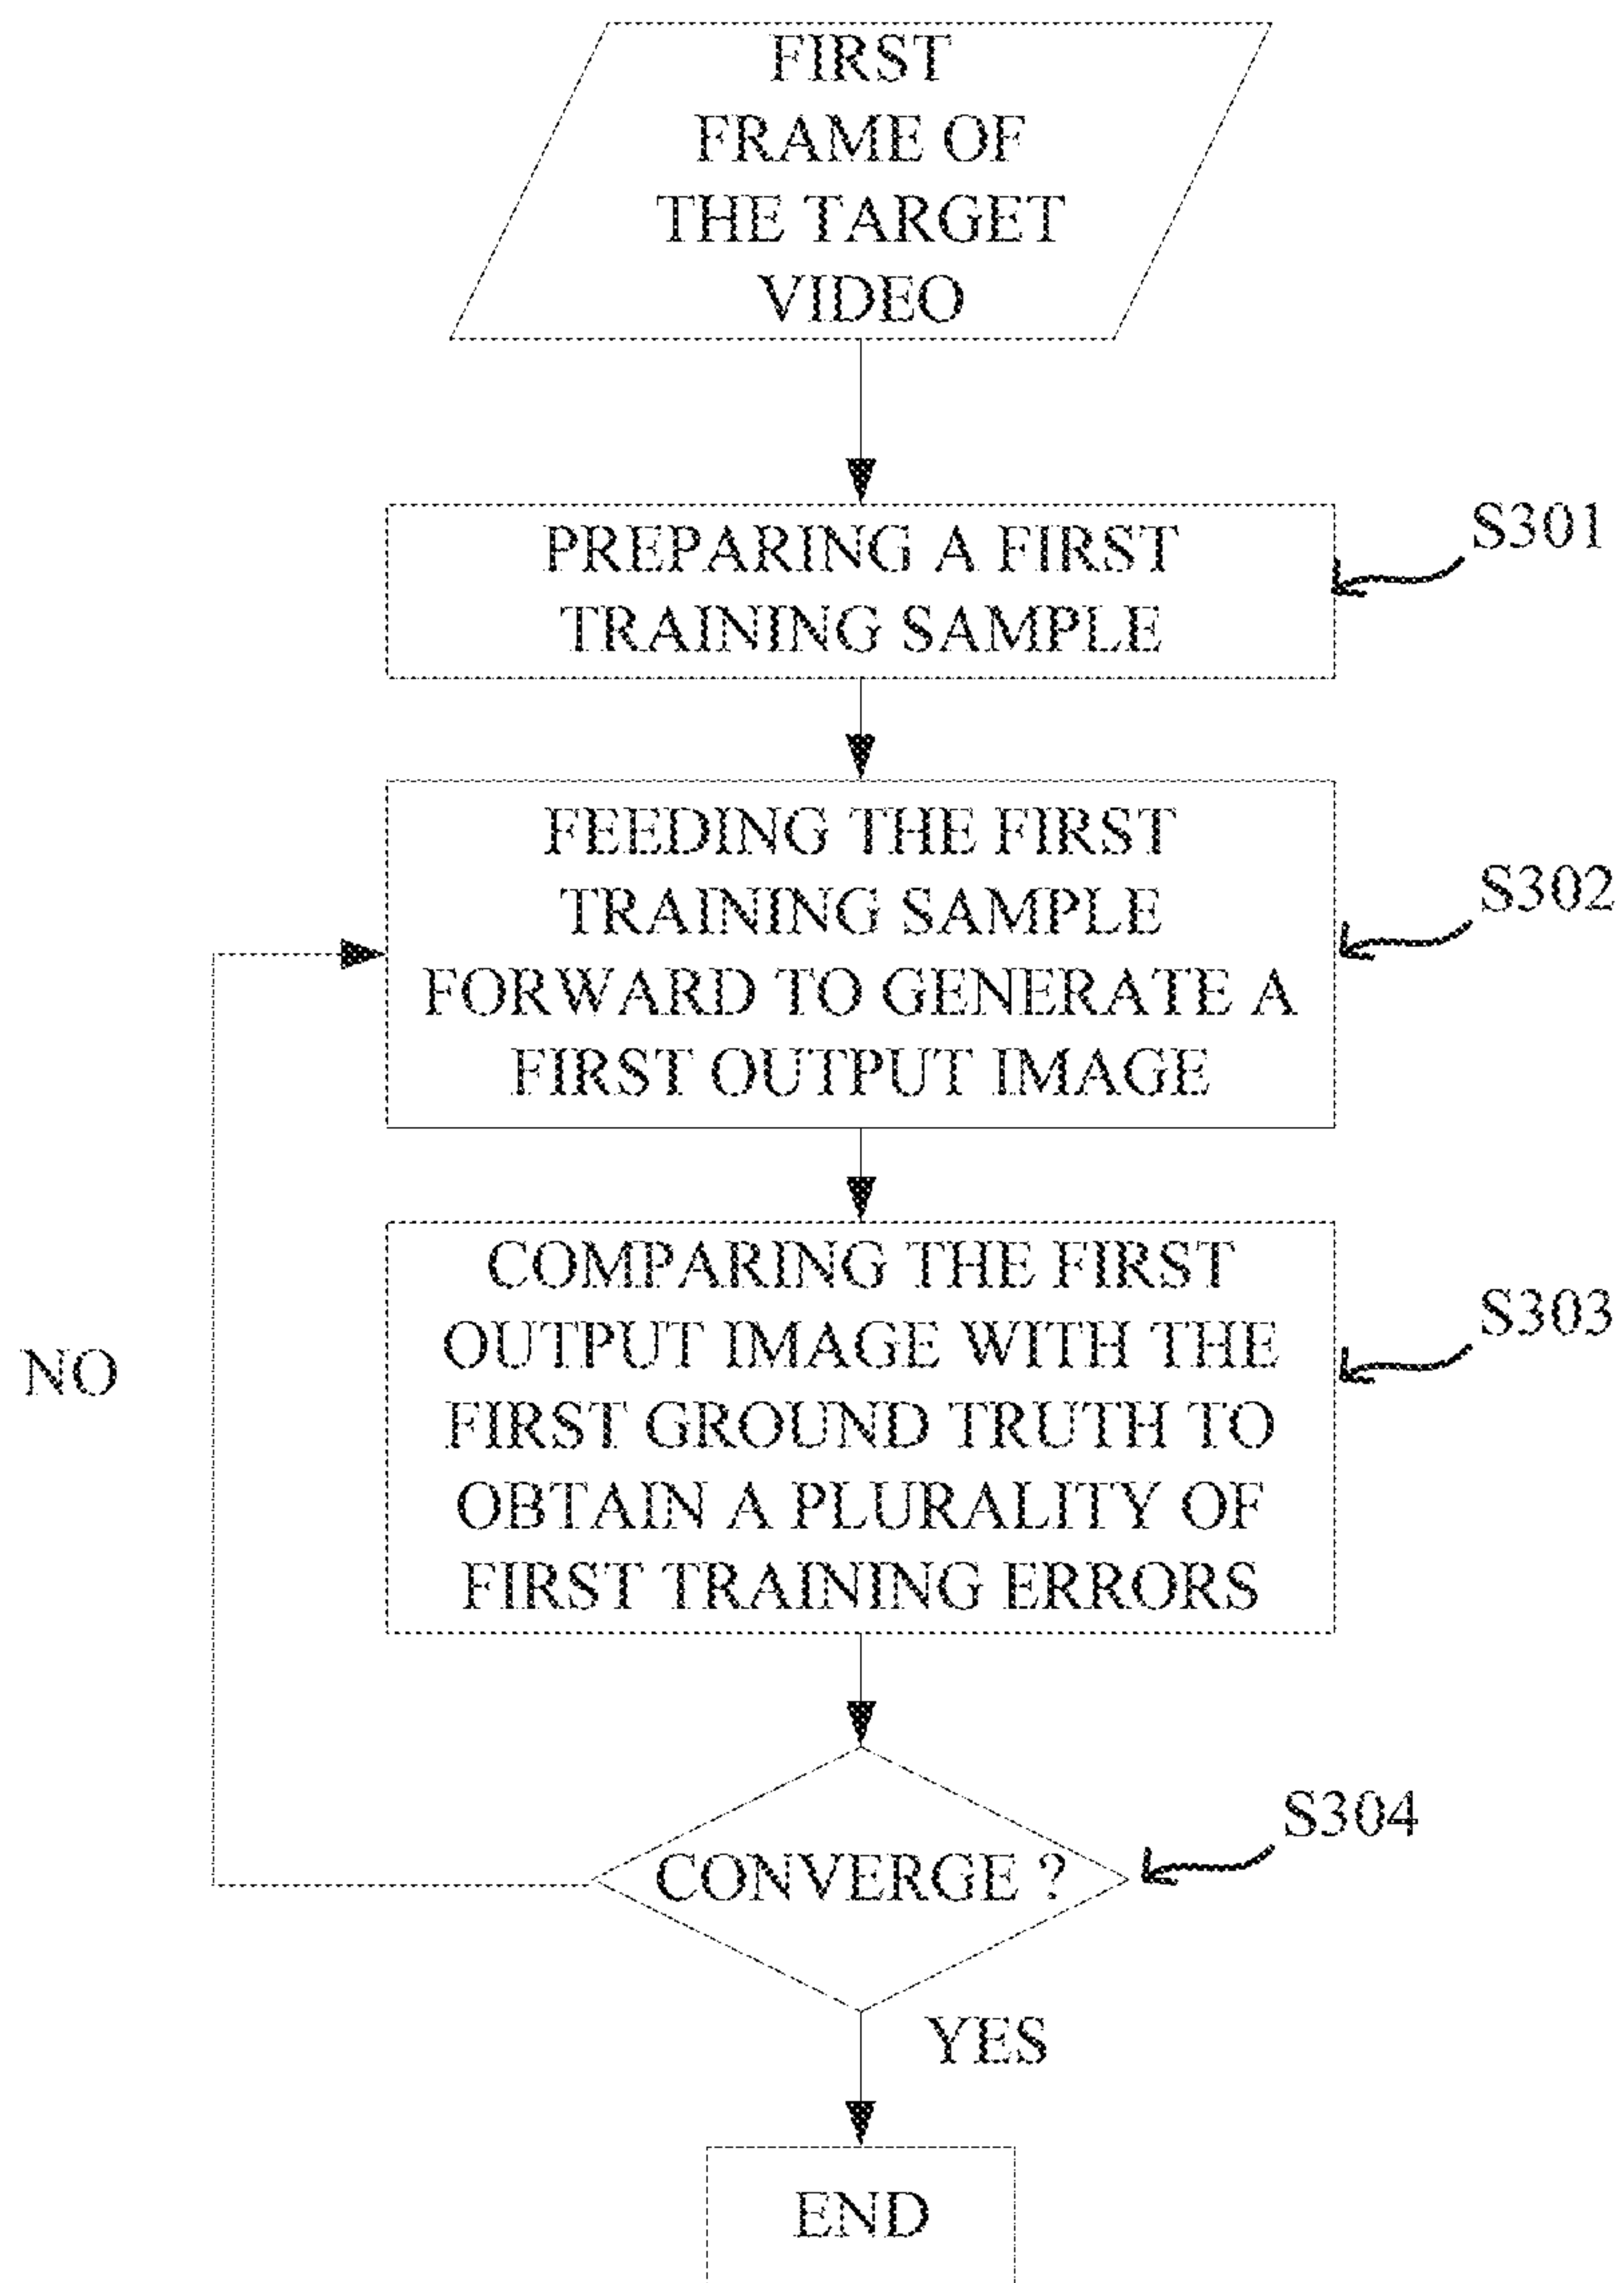 FIRST
FRAME OF
THE TARGET
VIDEO
PREPARING A FIRST
TRAINING SAMPLE
S301
FEEDING THE FIRST
TRAINING SAMPLE
FORWARD TO GENERATE A
FIRST OUTPUT IMAGE
S302
COMPARING THE FIRST
OUTPUT IMAGE WITH THE
FIRST GROUND TRUTH TO
OBTAIN A PLURALITY OF
FIRST TRAINING ERRORS
S303
NO
CONVERGE ?
S304
YES
END